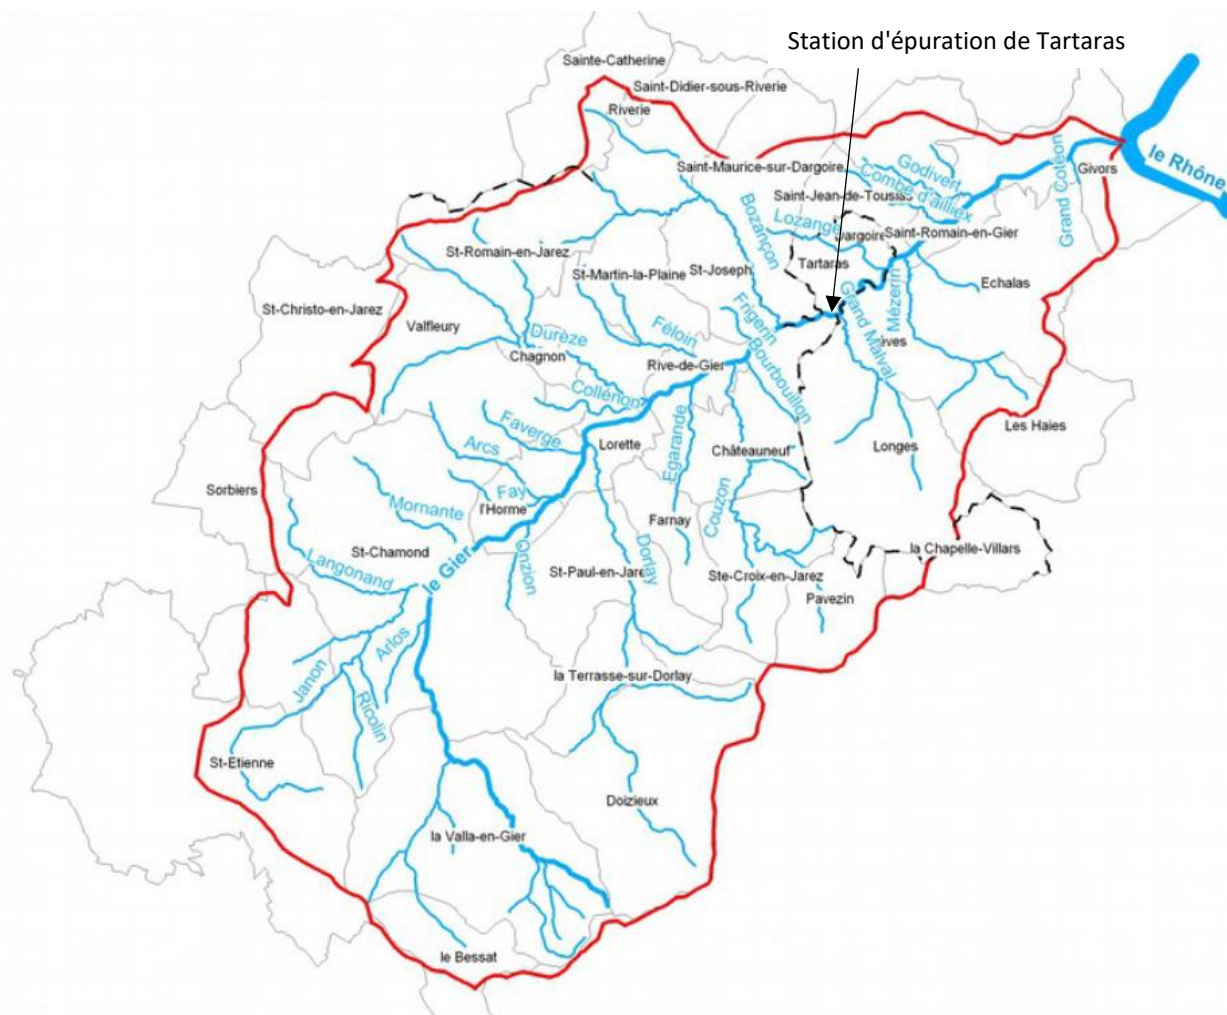 Station d'épuration de Tartaras
Sainte-Catherine
Saint-Didier-sous-Riverie
Riverie
le Rhône
Saint-Maurice-sur-Dargoire
Godivert
Combe d'ailliex
Givors
Grand Cotéon
Saint-Jean-de-Touslas
Bozançon
Lozange
Dargoire
Saint-Romain-en-Gier
St-Romain-en-Jarez
Tartaras
St-Martin-la-Plaine
St-Joseph
Echalas
Mézerin
Grand Malval
St-Christo-en-Jarez
Valfleury
Frigerin
Féloin
Durèze
Chagnon
èves
Bourbouillon
Rive-de-Gier
Collénon
Faverge
Les Haies
Arcs
Lorette
Egarande
Châteauneuf
Longes
Sorbiers
Fay
l'Horme
Mornante
Couzon
Farnay
St-Chamond
le Gier
Onzion
Dorlay
la Chapelle-Villars
Langonand
St-Paul-en-Jare
Ste-Croix-en-Jarez
Pavezin
Arlos
Janon
la Terrasse-sur-Dorlay
Ricolin
St-Etienne
Doizieux
la Valla-en-Gier
le Bessat